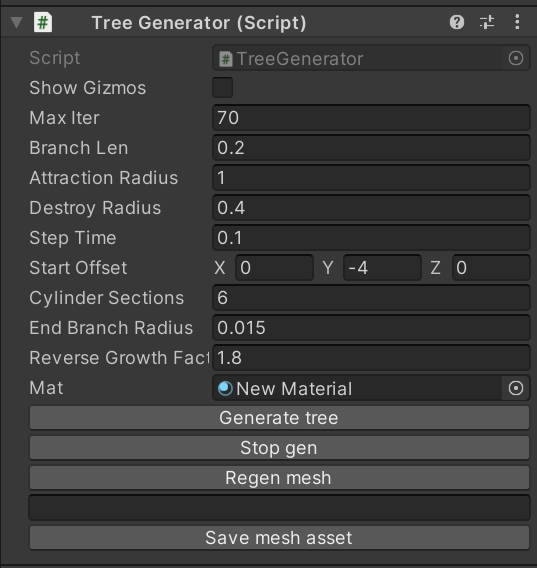 # Tree Generator (Script) ?
Script # TreeGenerator
Show Gizmos
Max Iter 70
Branch Len 0.2
Attraction Radius 1
Destroy Radius 0.4
Step Time 0.1
Start Offset X 0 Y -4 Z 0
Cylinder Sections 6
End Branch Radius 0.015
Reverse Growth Fact 1.8
Mat New Material
Generate tree
Stop gen
Regen mesh
Save mesh asset